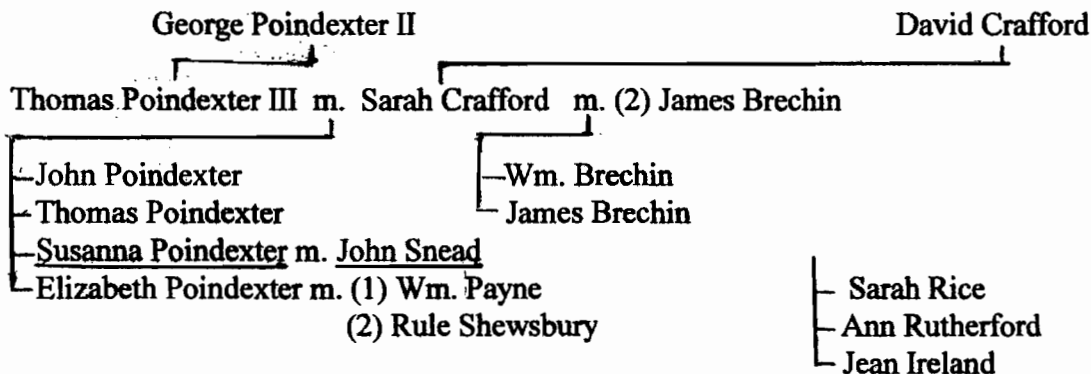 George Poindexter II David Crafford
Thomas Poindexter III m. Sarah Crafford m. (2) James Brechin
John Poindexter Wm. Brechin
Thomas Poindexter James Brechin
Susanna Poindexter m. John Snead
Elizabeth Poindexter m. (1) Wm. Payne Sarah Rice
(2) Rule Shewsbury Ann Rutherford
Jean Ireland